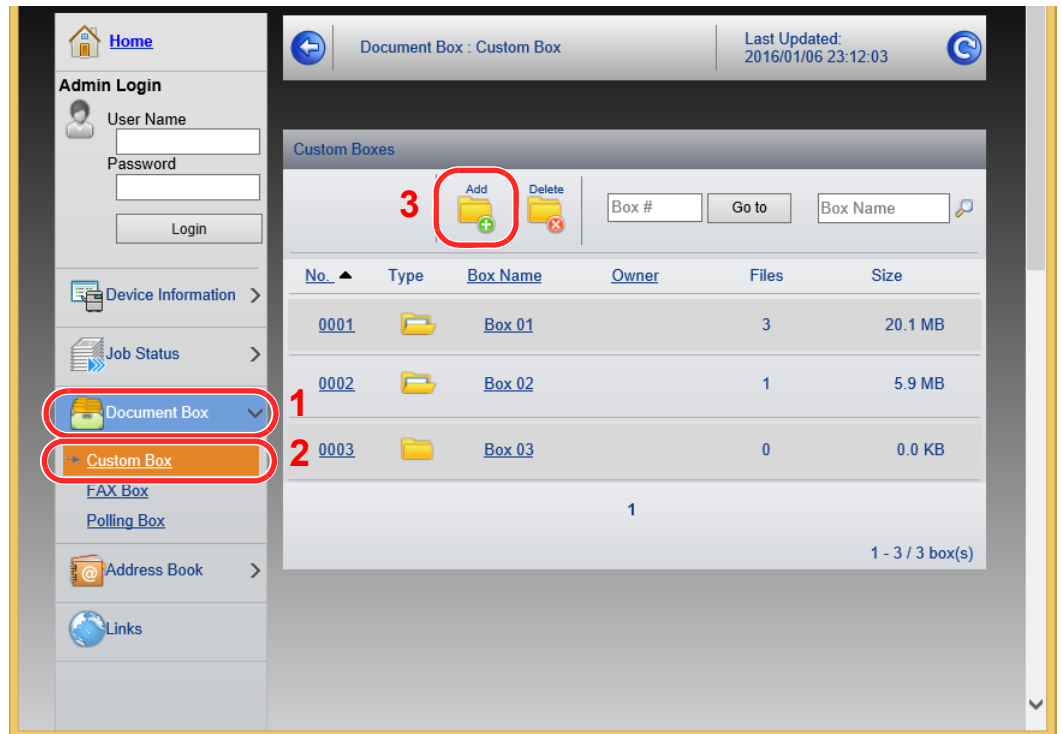 Home
Document Box : Custom Box
Last Updated:
2016/01/06 23:12:03
Admin Login
User Name
Password
Login
Custom Boxes
3
Add
Delete
Box #
Go to
Box Name
No. Type Box Name Owner Files Size
0001 Box 01 3 20.1 MB
0002 Box 02 1 5.9 MB
0003 Box 03 0 0.0 KB
1
1 - 3 / 3 box(s)
Device Information
Job Status
Document Box
1
Custom Box
2
FAX Box
Polling Box
@
Address Book
Links